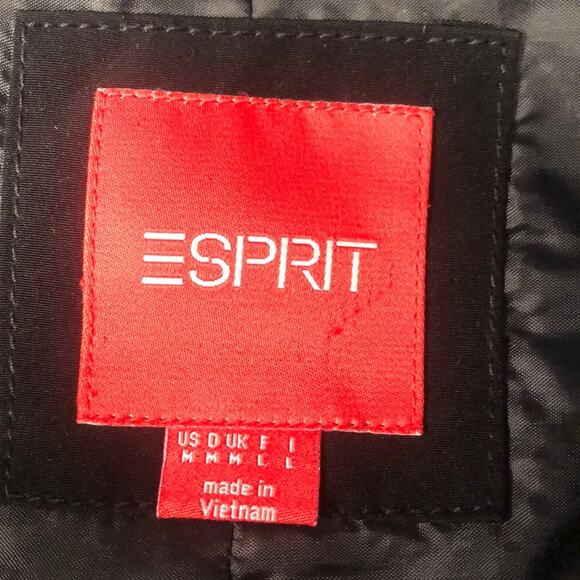 ESPRIT
US D UK F I
M M M L L
made in
Vietnam